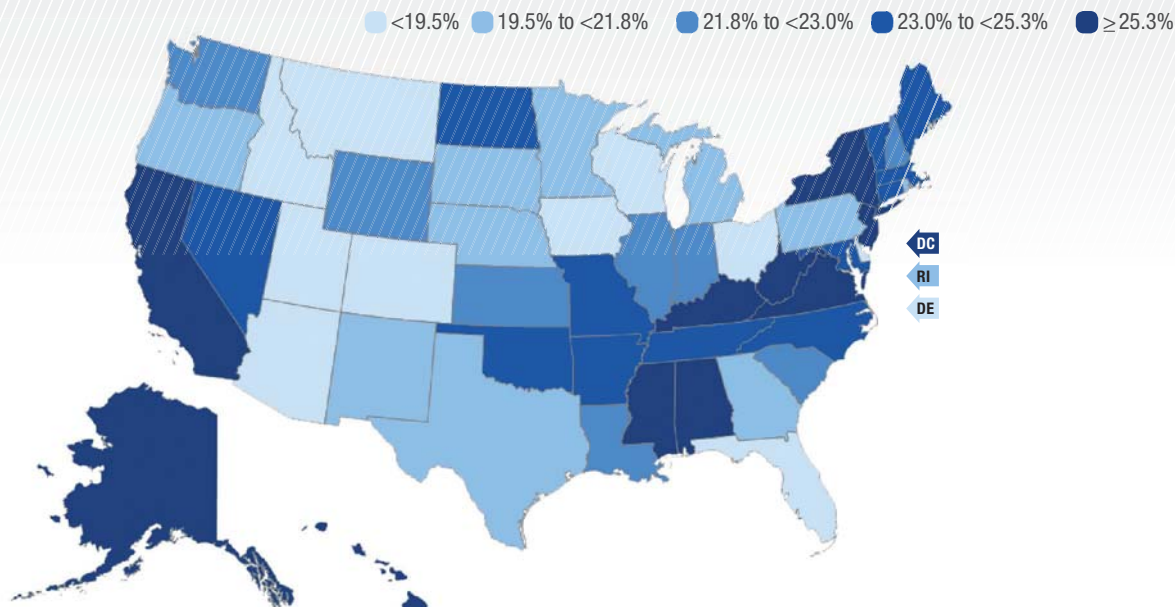 <19.5% 19.5% to <21.8% 21.8% to <23.0% 23.0% to <25.3% ≥25.3%
DC
RI
DE